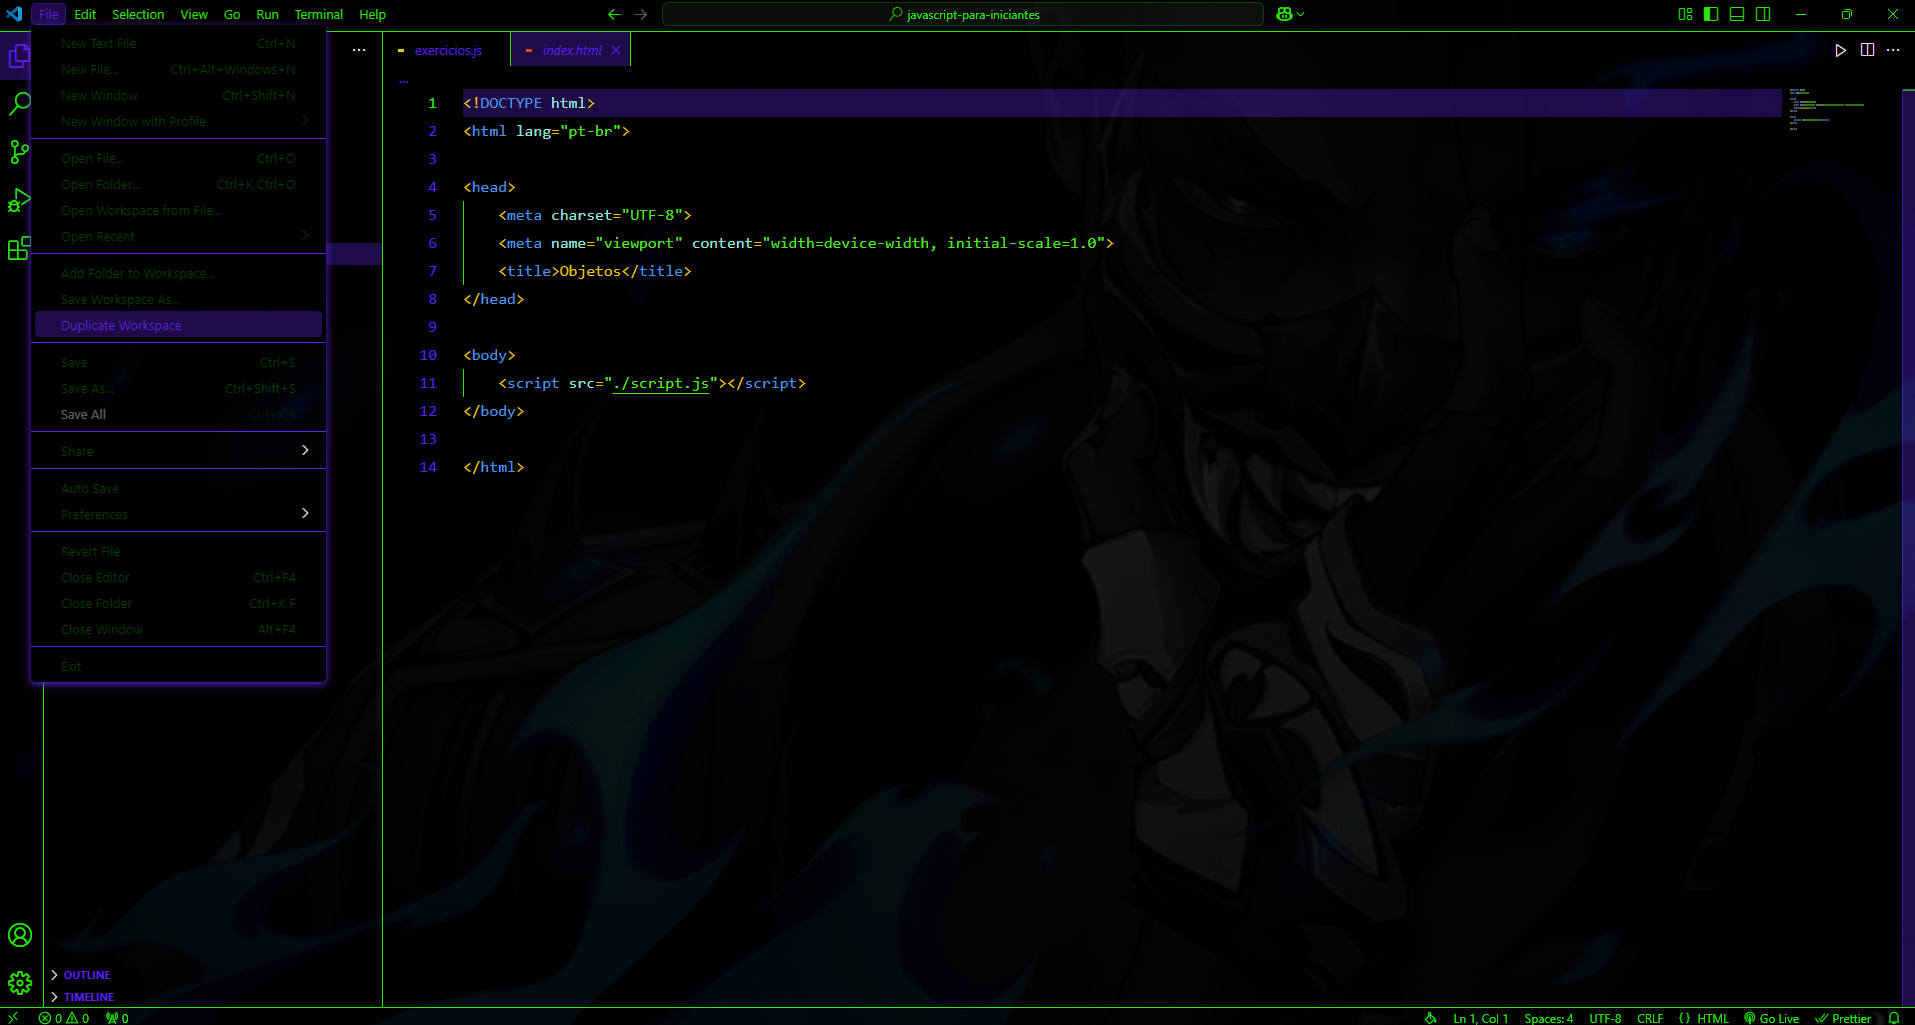 File Edit Selection View Go Run Terminal Help
javascript-para-iniciantes
New Text File Ctrl+N
New File... Ctrl+Alt+Windows+N
New Window Ctrl+Shift+N
New Window with Profile
Open File... Ctrl+O
Open Folder... Ctrl+K Ctrl+O
Open Workspace from File...
Open Recent
Add Folder to Workspace...
Save Workspace As...
Duplicate Workspace
Save Ctrl+S
Save As... Ctrl+Shift+S
Save All Ctrl+K S
Share
Auto Save
Preferences
Revert File
Close Editor Ctrl+F4
Close Folder Ctrl+K F
Close Window Alt+F4
Exit
OUTLINE
TIMELINE
exercicios.js index.html
...
1 <!DOCTYPE html>
2 <html lang="pt-br">
3
4 <head>
5 <meta charset="UTF-8">
6 <meta name="viewport" content="width=device-width, initial-scale=1.0">
7 <title>Objetos</title>
8 </head>
9
10 <body>
11 <script src="./script.js"></script>
12 </body>
13
14 </html>
0 0 0 Ln 1, Col 1 Spaces: 4 UTF-8 CRLF {} HTML Go Live Prettier